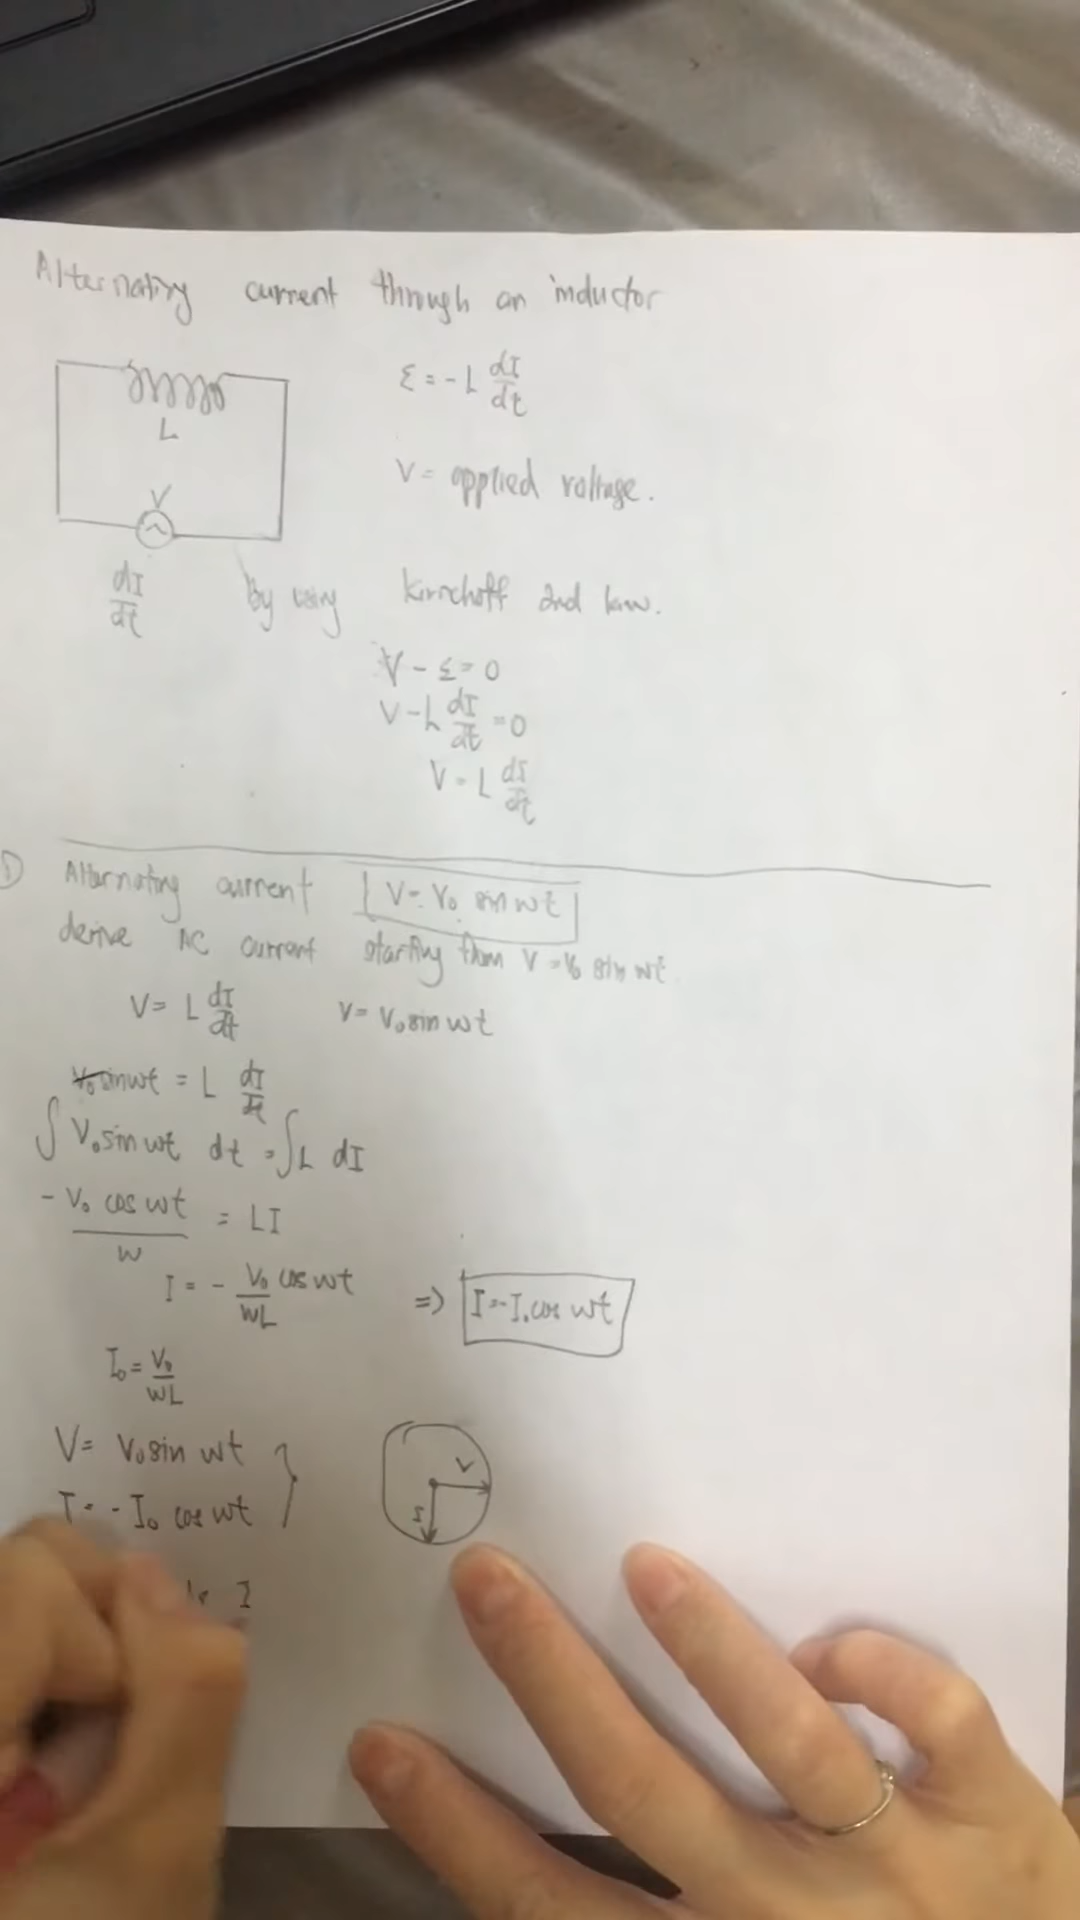 Alternating current through an inductor
ε = -L dI/dt
L
V = applied voltage.
V
dI/dt
By using Kirrchoff 2nd law.
V - ε = 0
V - L dI/dt = 0
V = L dI/dt
① Alternating current V = V₀ sin wt
derive AC current starting from V = V₀ sin wt
V = L dI/dt V = V₀ sin wt
V₀ sin wt = L dI/dt
∫ V₀ sin wt dt = ∫ L dI
- V₀ cos wt / w = LI
I = - V₀/wL cos wt ⇒ I = -I₀ cos wt
I₀ = V₀/wL
V = V₀ sin wt
I = -I₀ cos wt
V
I
I